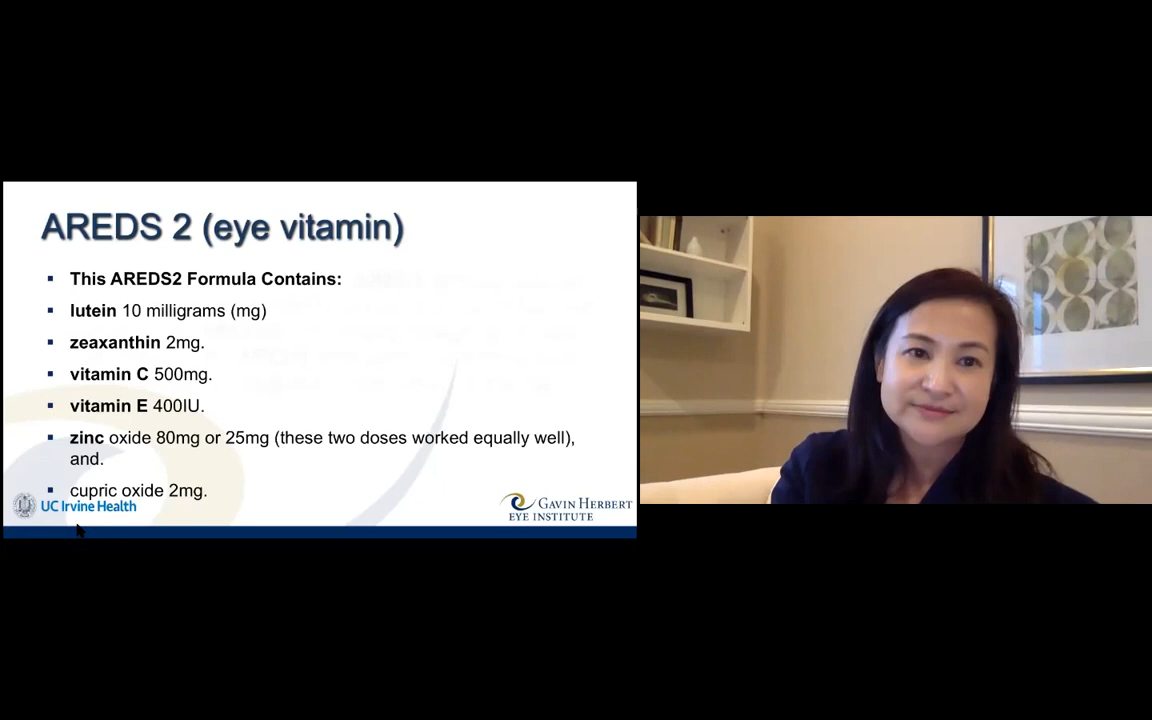 AREDS 2 (eye vitamin)
▪ This AREDS2 Formula Contains:
▪ lutein 10 milligrams (mg)
▪ zeaxanthin 2mg.
▪ vitamin C 500mg.
▪ vitamin E 400IU.
▪ zinc oxide 80mg or 25mg (these two doses worked equally well),
and.
▪ cupric oxide 2mg.
UC Irvine Health
GAVIN HERBERT
EYE INSTITUTE